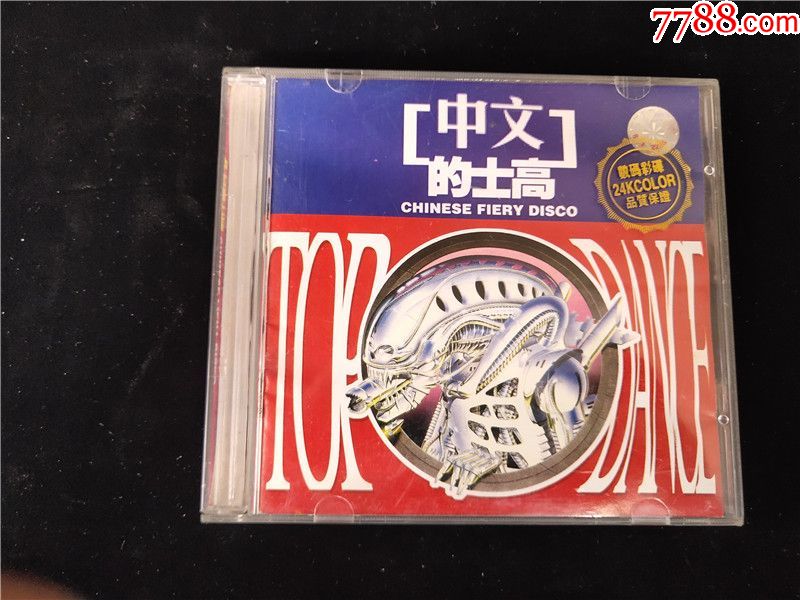 7788.com
中文
的士高
CHINESE FIERY DISCO
數碼彩碟
24KCOLOR
品質保證
TOP DANCE